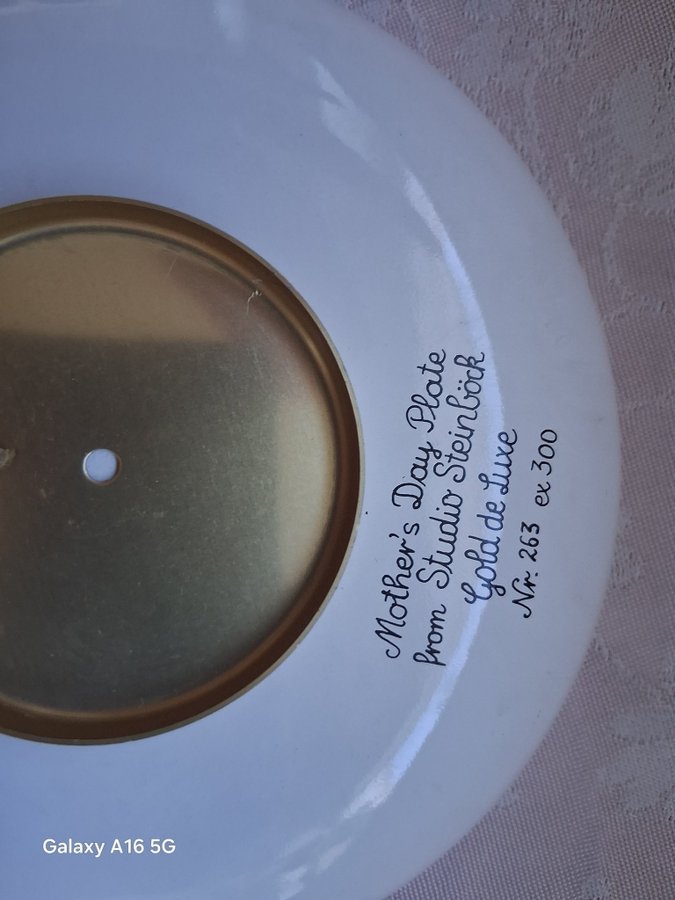 Mother's Day Plate
from Studio Steinböck
Gold de Luxe
Nr. 263 ex 300
Galaxy A16 5G